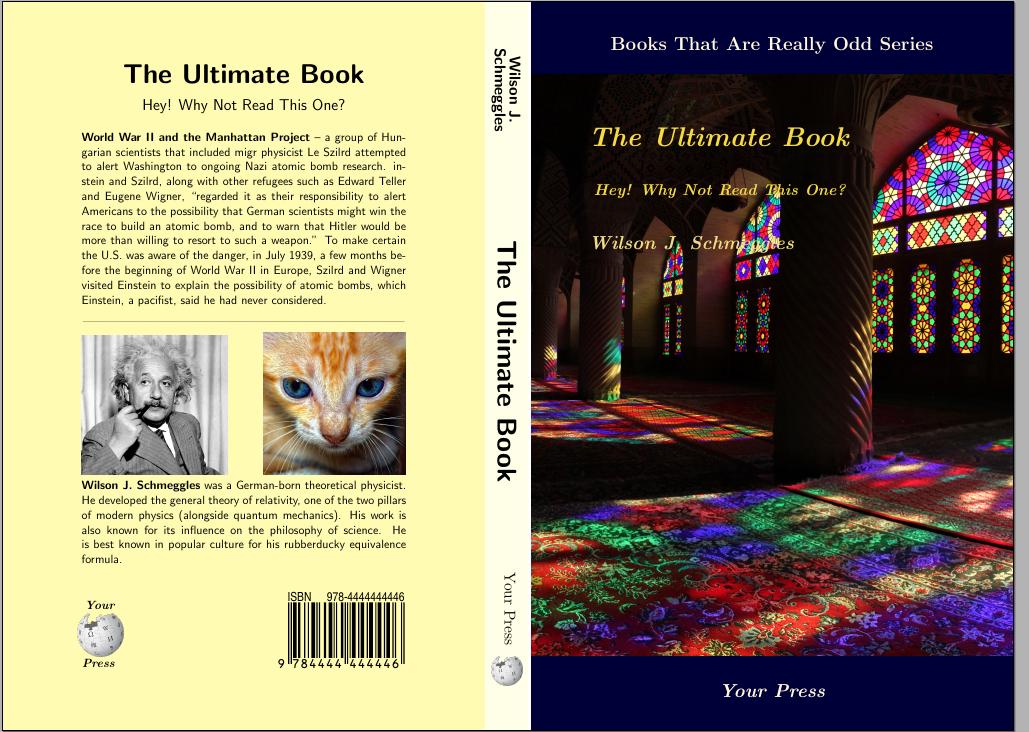 The Ultimate Book
Hey! Why Not Read This One?
World War II and the Manhattan Project – a group of Hun-
garian scientists that included migr physicist Le Szilrd attempted
to alert Washington to ongoing Nazi atomic bomb research. in-
stein and Szilrd, along with other refugees such as Edward Teller
and Eugene Wigner, “regarded it as their responsibility to alert
Americans to the possibility that German scientists might win the
race to build an atomic bomb, and to warn that Hitler would be
more than willing to resort to such a weapon.” To make certain
the U.S. was aware of the danger, in July 1939, a few months be-
fore the beginning of World War II in Europe, Szilrd and Wigner
visited Einstein to explain the possibility of atomic bombs, which
Einstein, a pacifist, said he had never considered.
Wilson J. Schmeggles was a German-born theoretical physicist.
He developed the general theory of relativity, one of the two pillars
of modern physics (alongside quantum mechanics). His work is
also known for its influence on the philosophy of science. He
is best known in popular culture for his rubberducky equivalence
formula.
Your
Press
ISBN 978-4444444446
9 784444 444446
Wilson J.
Schmeggles
The Ultimate Book
Your Press
Books That Are Really Odd Series
The Ultimate Book
Hey! Why Not Read This One?
Wilson J. Schmeggles
Your Press